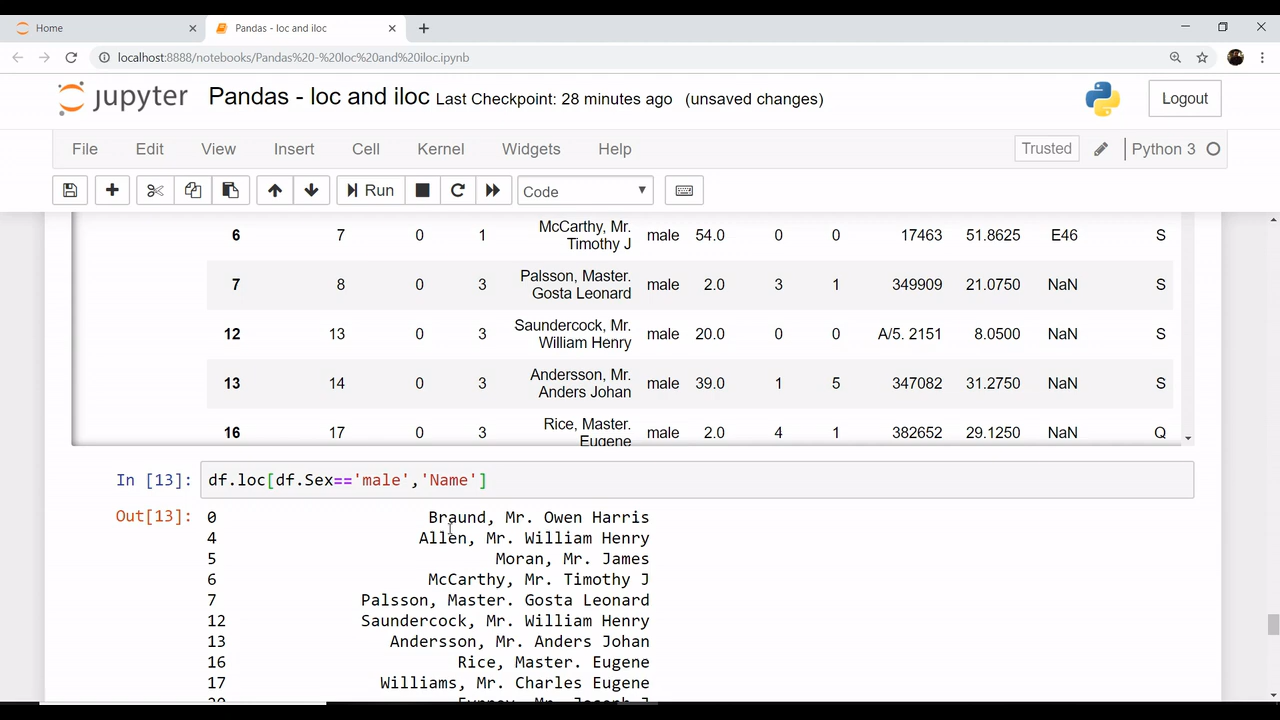 Home
Pandas - loc and iloc
localhost:8888/notebooks/Pandas%20-%20loc%20and%20iloc.ipynb
jupyter Pandas - loc and iloc Last Checkpoint: 28 minutes ago (unsaved changes) Logout
File Edit View Insert Cell Kernel Widgets Help Trusted Python 3
Run Code
6 7 0 1 McCarthy, Mr. Timothy J male 54.0 0 0 17463 51.8625 E46 S
7 8 0 3 Palsson, Master. Gosta Leonard male 2.0 3 1 349909 21.0750 NaN S
12 13 0 3 Saundercock, Mr. William Henry male 20.0 0 0 A/5. 2151 8.0500 NaN S
13 14 0 3 Andersson, Mr. Anders Johan male 39.0 1 5 347082 31.2750 NaN S
16 17 0 3 Rice, Master. Eugene male 2.0 4 1 382652 29.1250 NaN Q
In [13]: df.loc[df.Sex=='male','Name']
Out[13]: 0 Braund, Mr. Owen Harris
4 Allen, Mr. William Henry
5 Moran, Mr. James
6 McCarthy, Mr. Timothy J
7 Palsson, Master. Gosta Leonard
12 Saundercock, Mr. William Henry
13 Andersson, Mr. Anders Johan
16 Rice, Master. Eugene
17 Williams, Mr. Charles Eugene